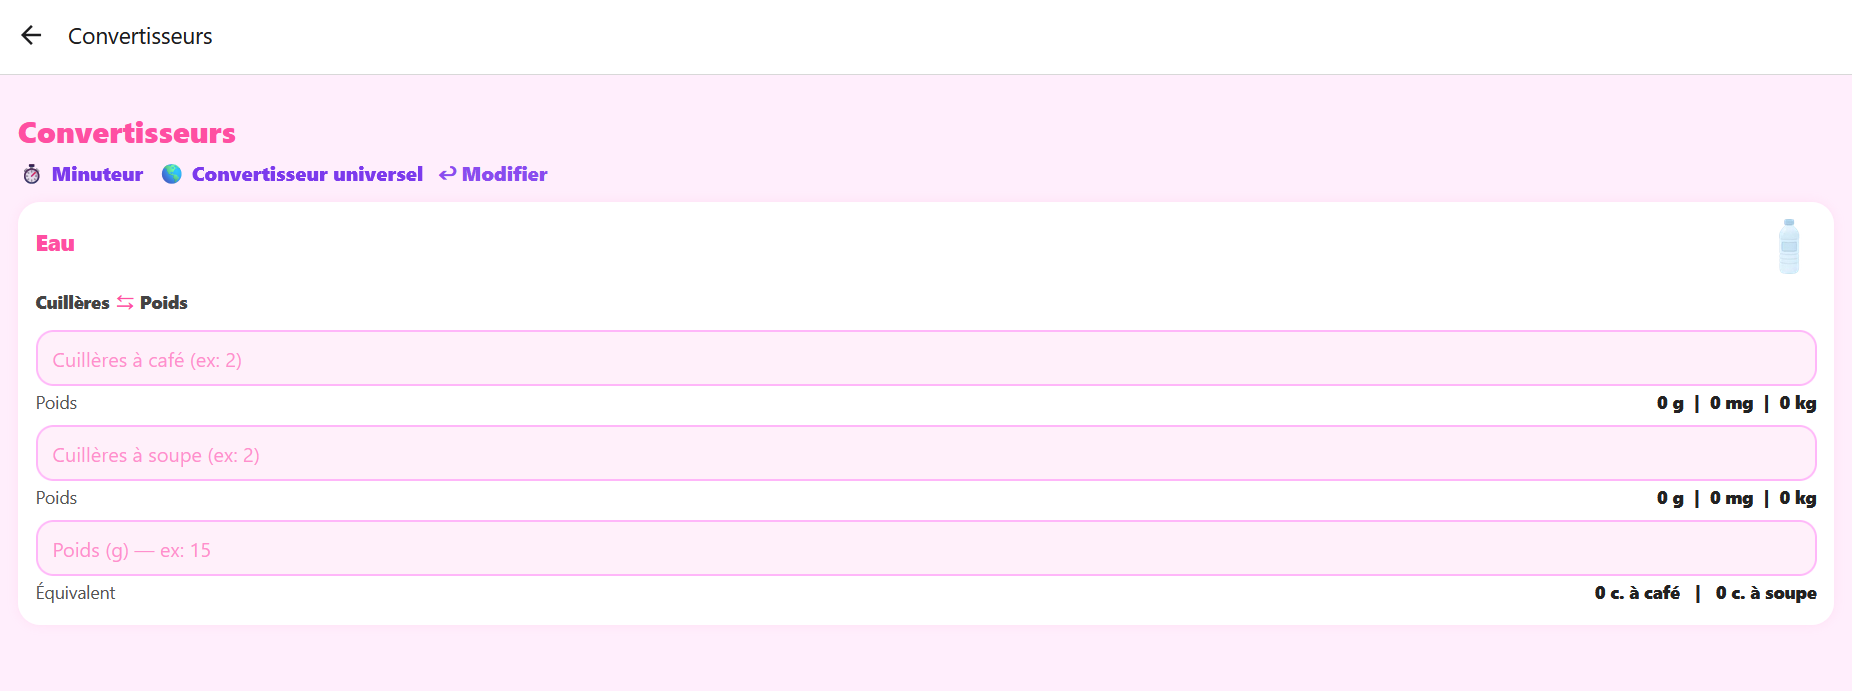 Convertisseurs
Convertisseurs
Minuteur Convertisseur universel Modifier
Eau
Cuillères ⇆ Poids
Cuillères à café (ex: 2)
Poids 0 g | 0 mg | 0 kg
Cuillères à soupe (ex: 2)
Poids 0 g | 0 mg | 0 kg
Poids (g) — ex: 15
Équivalent 0 c. à café | 0 c. à soupe